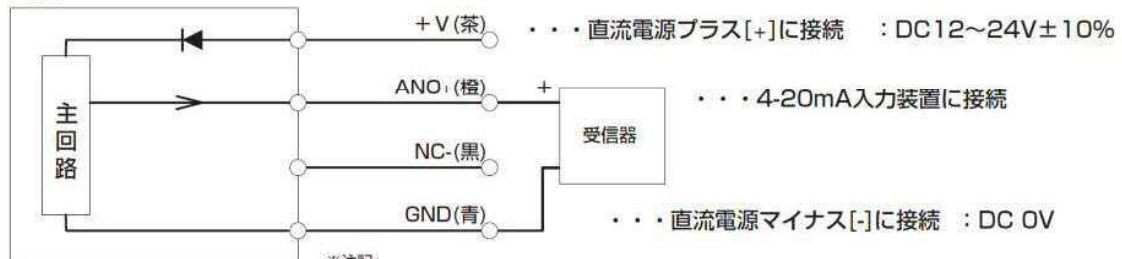 +V(茶) ・・・直流電源プラス[+]に接続 :DC12～24V±10%
主回路
ANO+(橙) + ・・・4-20mA入力装置に接続
受信器
NC-(黒)
GND(青) ・・・直流電源マイナス[-]に接続 :DC 0V